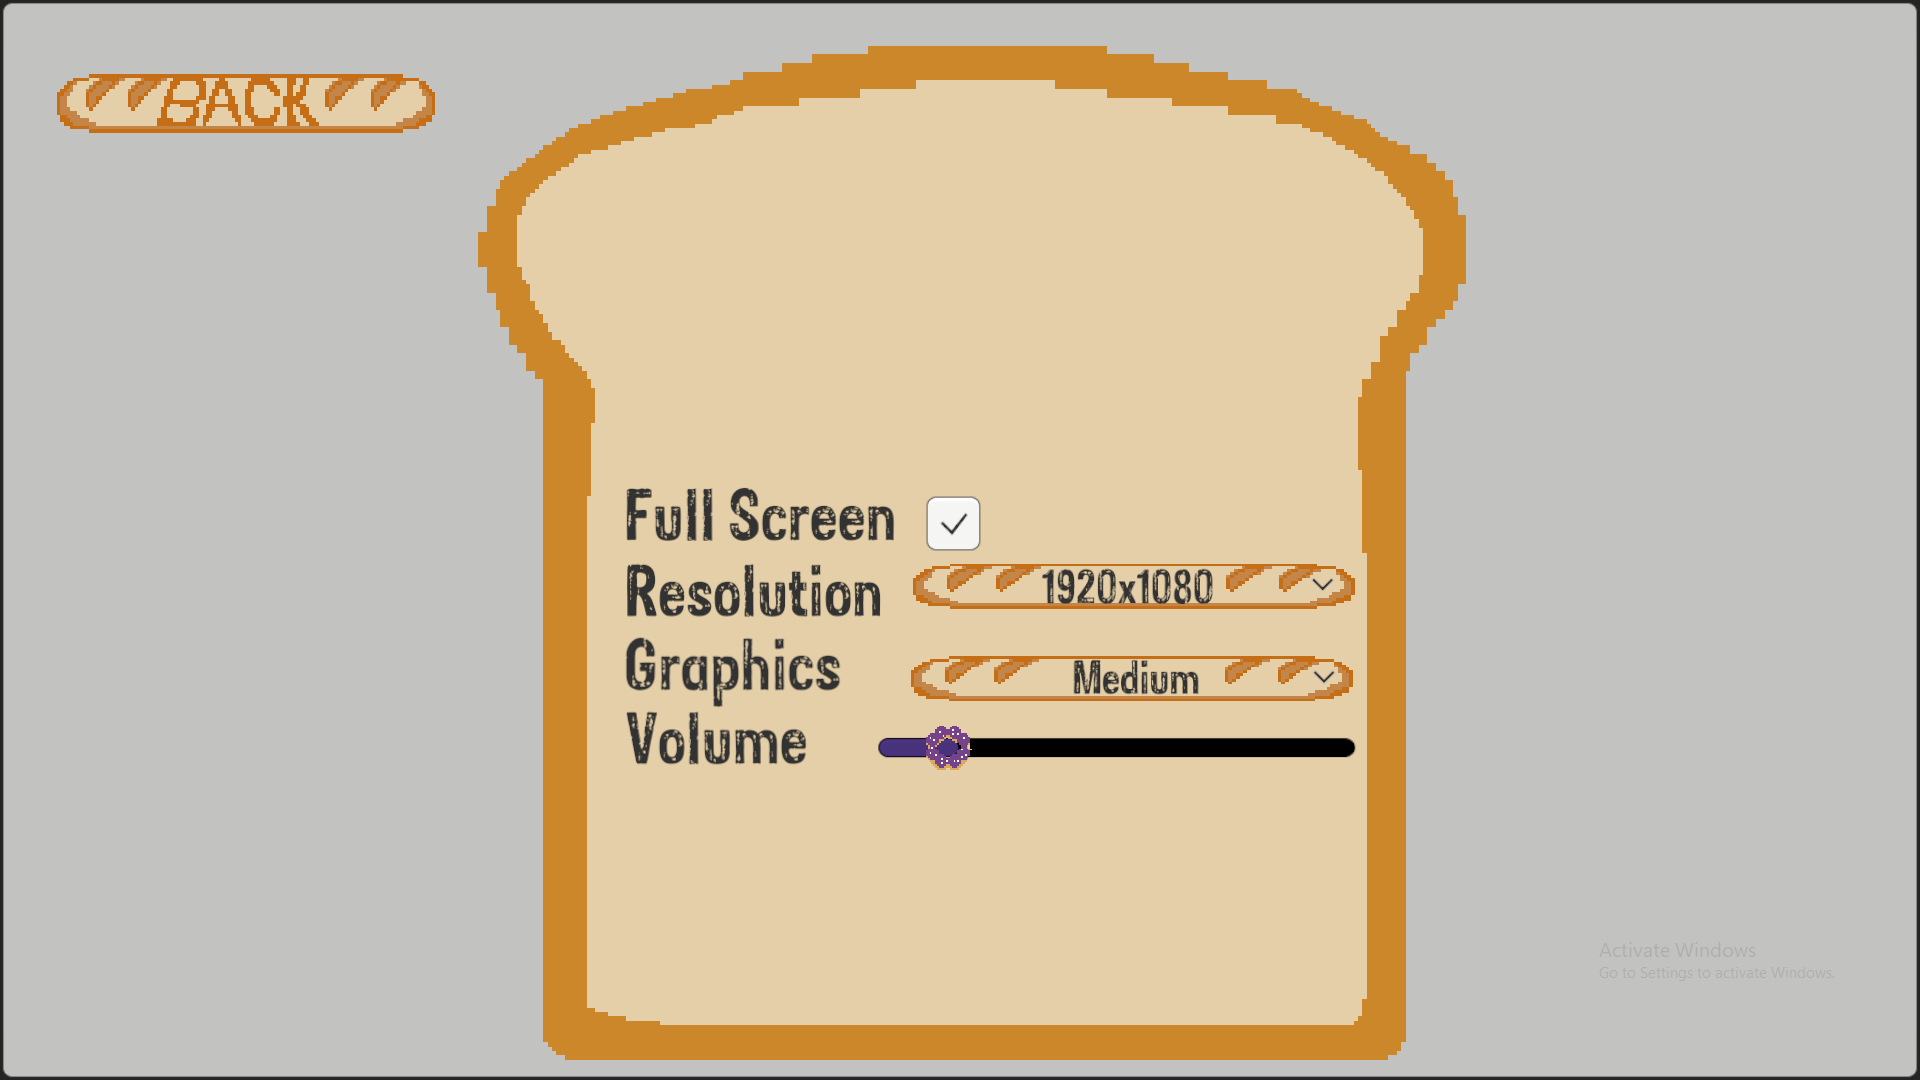 BACK
Full Screen
Resolution
1920x1080
Graphics
Medium
Volume
Activate Windows
Go to Settings to activate Windows.